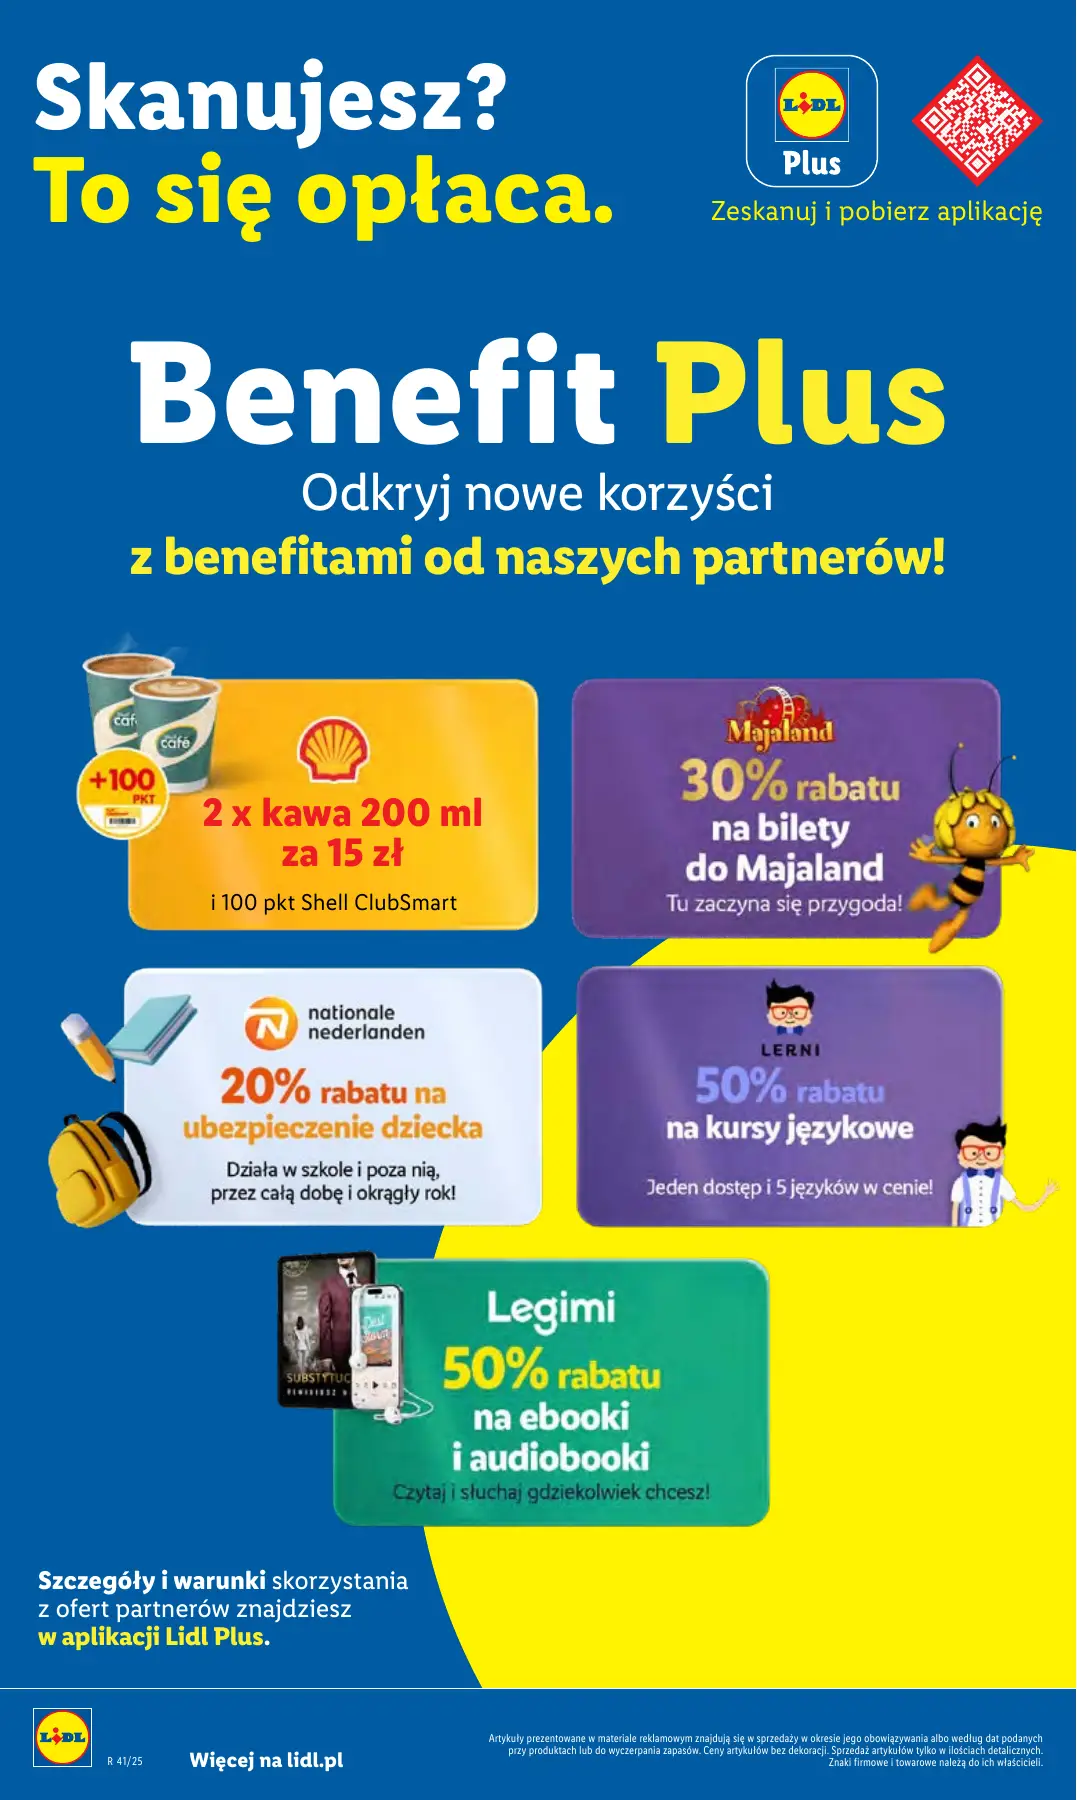 Skanujesz?
To się opłaca.
LIDL
Plus
Zeskanuj i pobierz aplikację
Benefit Plus
Odkryj nowe korzyści
z benefitami od naszych partnerów!
café
café
+100
PKT
2 x kawa 200 ml
za 15 zł
i 100 pkt Shell ClubSmart
Majaland
30% rabatu
na bilety
do Majaland
Tu zaczyna się przygoda!
nationale
nederlanden
20% rabatu na
ubezpieczenie dziecka
Działa w szkole i poza nią,
przez całą dobę i okrągły rok!
LERNI
50% rabatu
na kursy językowe
Jeden dostęp i 5 języków w cenie!
SUBSTYTUC
Legimi
50% rabatu
na ebooki
i audiobooki
Czytaj i słuchaj gdziekolwiek chcesz!
Szczegóły i warunki skorzystania
z ofert partnerów znajdziesz
w aplikacji Lidl Plus.
LIDL
R 41/25
Więcej na lidl.pl
Artykuły prezentowane w materiale reklamowym znajdują się w sprzedaży w okresie jego obowiązywania albo według dat podanych
przy produktach lub do wyczerpania zapasów. Ceny artykułów bez dekoracji. Sprzedaż artykułów tylko w ilościach detalicznych.
Znaki firmowe i towarowe należą do ich właścicieli.